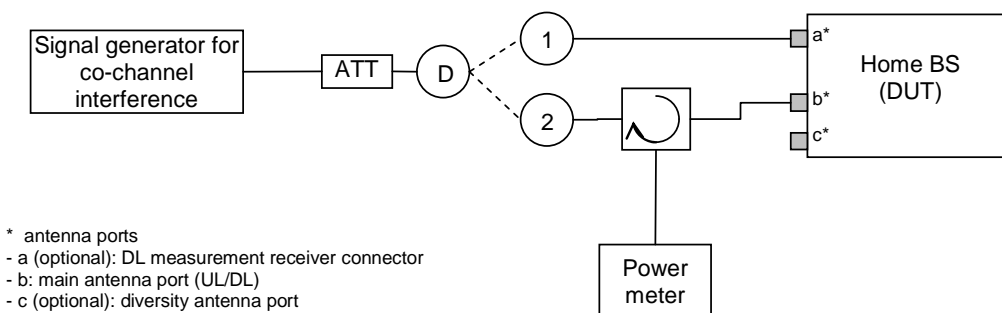 Signal generator for
co-channel
interference
ATT
D
1
2
a*
b*
c*
Home BS
(DUT)
Power
meter
* antenna ports
- a (optional): DL measurement receiver connector
- b: main antenna port (UL/DL)
- c (optional): diversity antenna port